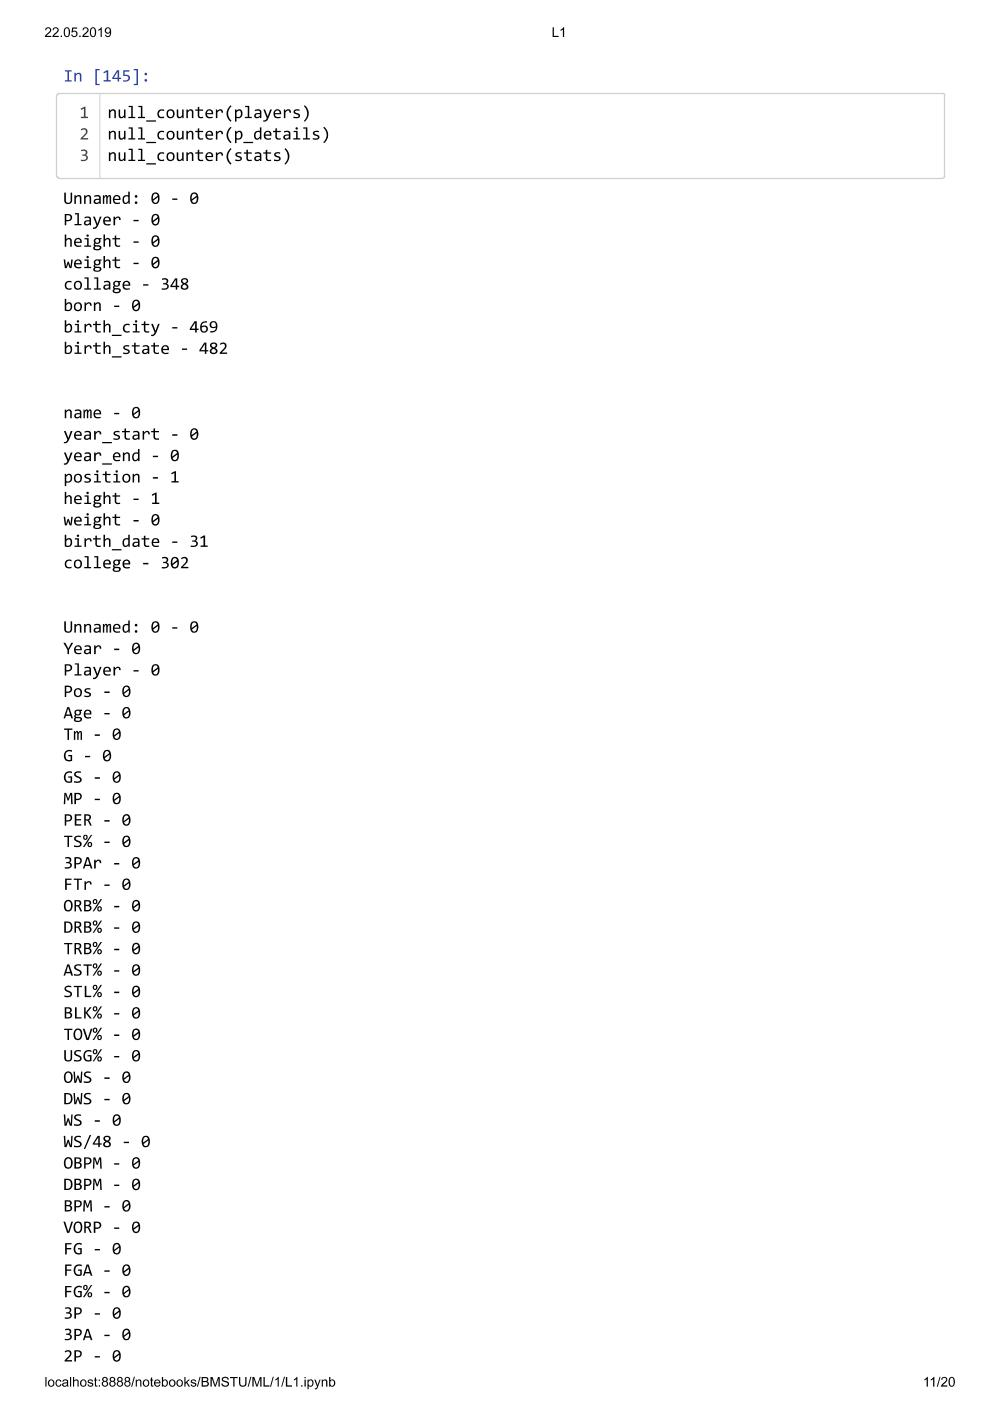 22.05.2019
L1
In [145]:
1 null_counter(players)
2 null_counter(p_details)
3 null_counter(stats)
Unnamed: 0 - 0
Player - 0
height - 0
weight - 0
collage - 348
born - 0
birth_city - 469
birth_state - 482
name - 0
year_start - 0
year_end - 0
position - 1
height - 1
weight - 0
birth_date - 31
college - 302
Unnamed: 0 - 0
Year - 0
Player - 0
Pos - 0
Age - 0
Tm - 0
G - 0
GS - 0
MP - 0
PER - 0
TS% - 0
3PAr - 0
FTr - 0
ORB% - 0
DRB% - 0
TRB% - 0
AST% - 0
STL% - 0
BLK% - 0
TOV% - 0
USG% - 0
OWS - 0
DWS - 0
WS - 0
WS/48 - 0
OBPM - 0
DBPM - 0
BPM - 0
VORP - 0
FG - 0
FGA - 0
FG% - 0
3P - 0
3PA - 0
2P - 0
localhost:8888/notebooks/BMSTU/ML/1/L1.ipynb
11/20